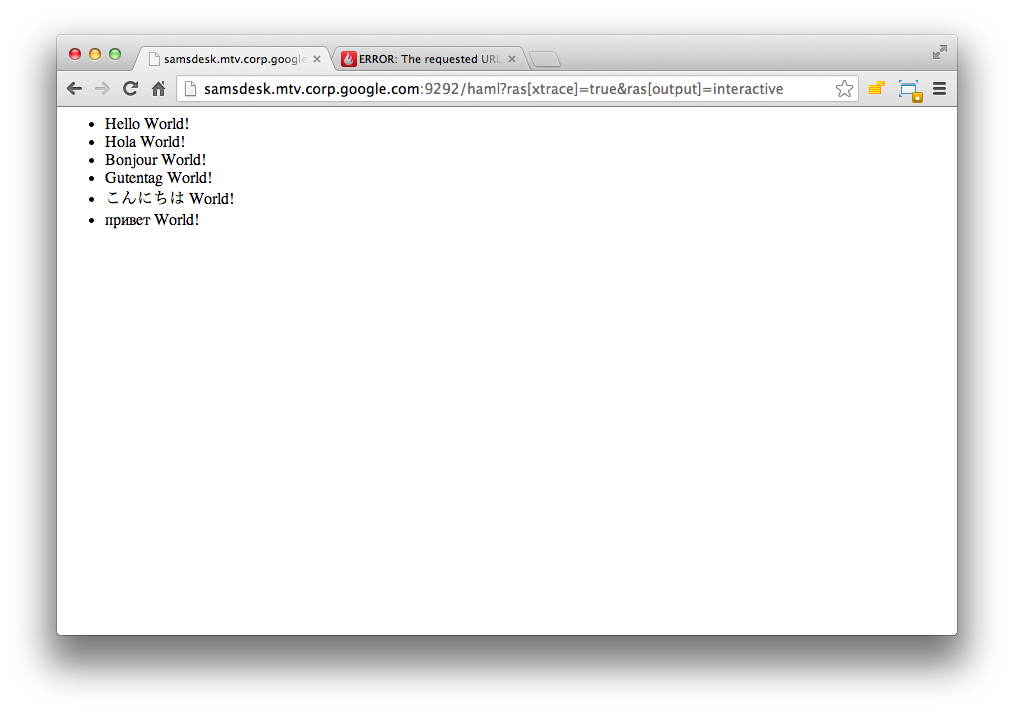 samsdesk.mtv.corp.google
ERROR: The requested URL
samsdesk.mtv.corp.google.com:9292/haml?ras[xtrace]=true&ras[output]=interactive
Hello World!
Hola World!
Bonjour World!
Gutentag World!
こんにちは World!
привет World!